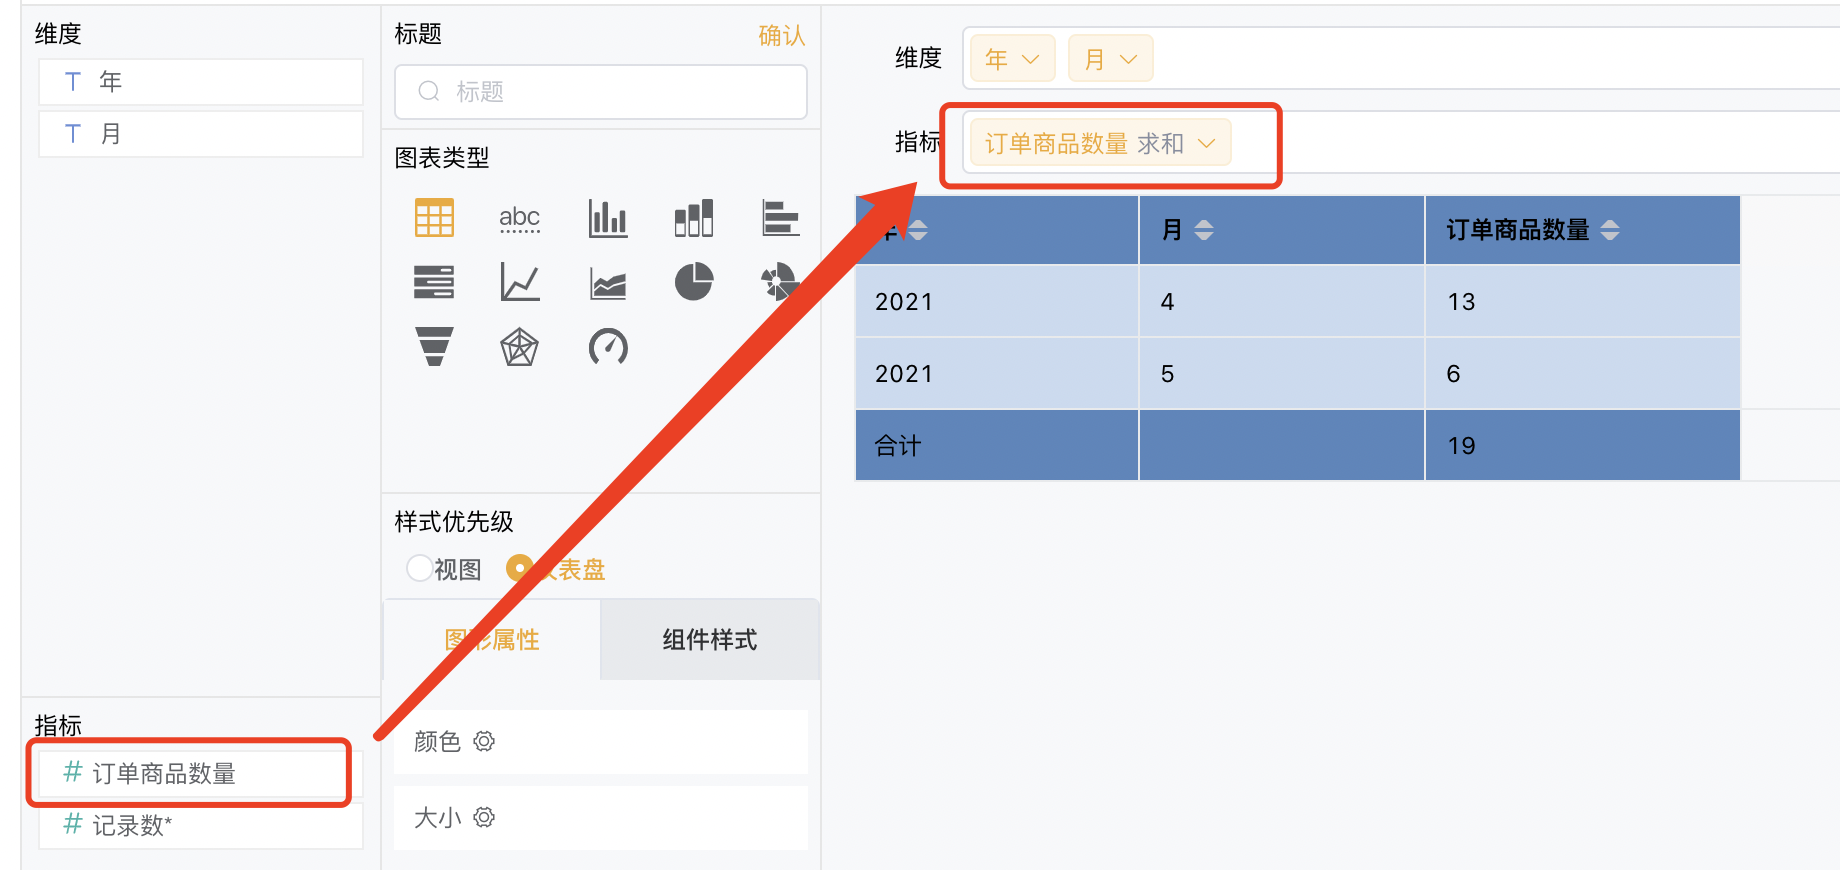 维度
年
月
指标
订单商品数量
记录数*
标题
确认
标题
图表类型
abc
样式优先级
视图
表盘
图形属性
组件样式
颜色
大小
维度
年
月
指标
订单商品数量 求和
年
月
订单商品数量
2021
4
13
2021
5
6
合计
19